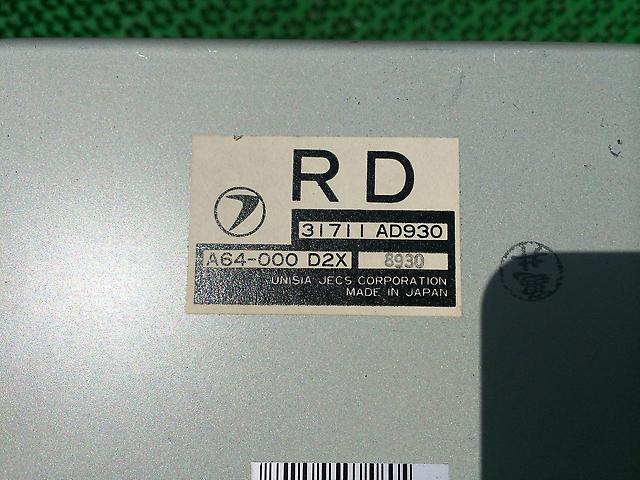 RD
31711 AD930
A64-000 D2X 8930
UNISIA JECS CORPORATION
MADE IN JAPAN